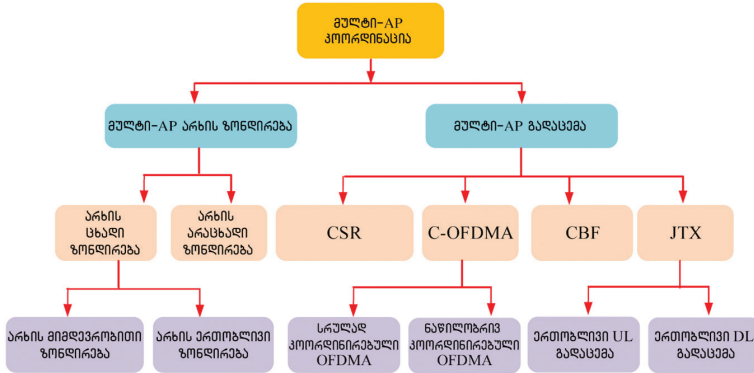 მულტი-AP
კოორდინაცია
მულტი-AP არხის ზონდირება
მულტი-AP გადაცემა
არხის
ცხადი
ზონდირება
არხის
არაცხადი
ზონდირება
CSR
C-OFDMA
CBF
JTX
არხის მიმდევრობითი
ზონდირება
არხის ერთობლივი
ზონდირება
სრულად
კოორდინირებული
OFDMA
ნაწილობრივ
კოორდინირებული
OFDMA
ერთობლივი UL
გადაცემა
ერთობლივი DL
გადაცემა